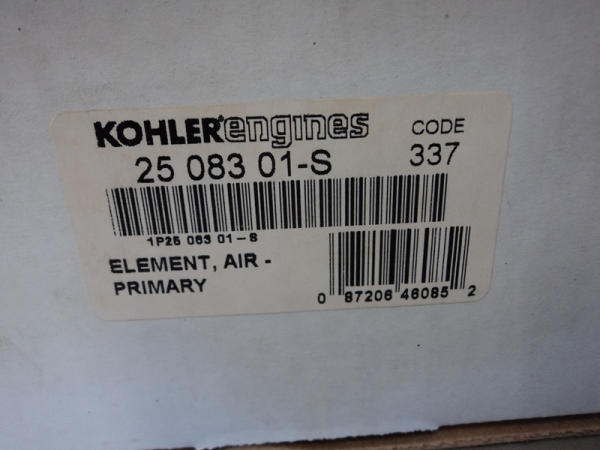 KOHLER engines
CODE
25 083 01-S
337
1P25 083 01-S
ELEMENT, AIR -
PRIMARY
0 87206 46085 2